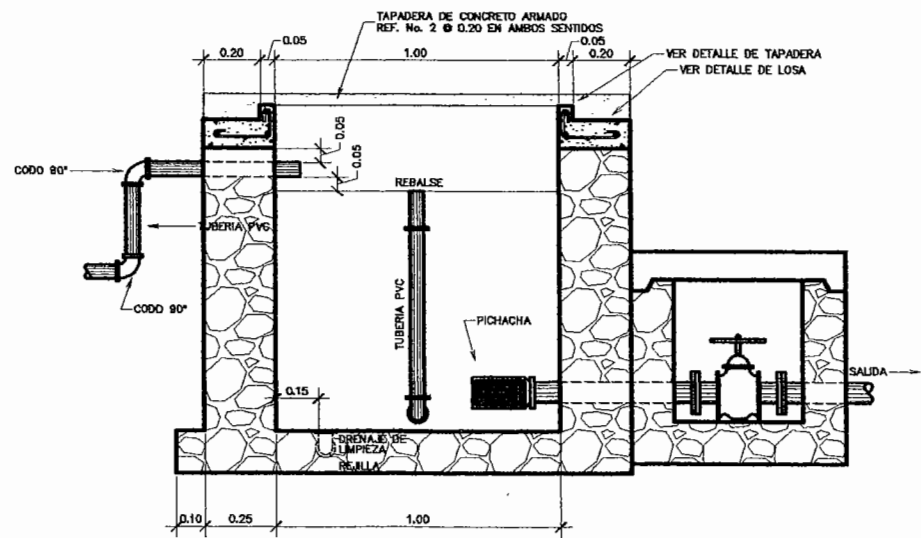 TAPADERA DE CONCRETO ARMADO
REF. No. 2 @ 0.20 EN AMBOS SENTIDOS
0.05
0.05
0.20
1.00
0.20
VER DETALLE DE TAPADERA
VER DETALLE DE LOSA
0.05
0.05
CODO 90°
REBALSE
TUBERIA PVC
TUBERIA PVC
CODO 90°
PICHACHA
SALIDA
0.15
DRENAJE DE
LIMPIEZA
REJILLA
0.10
0.25
1.00